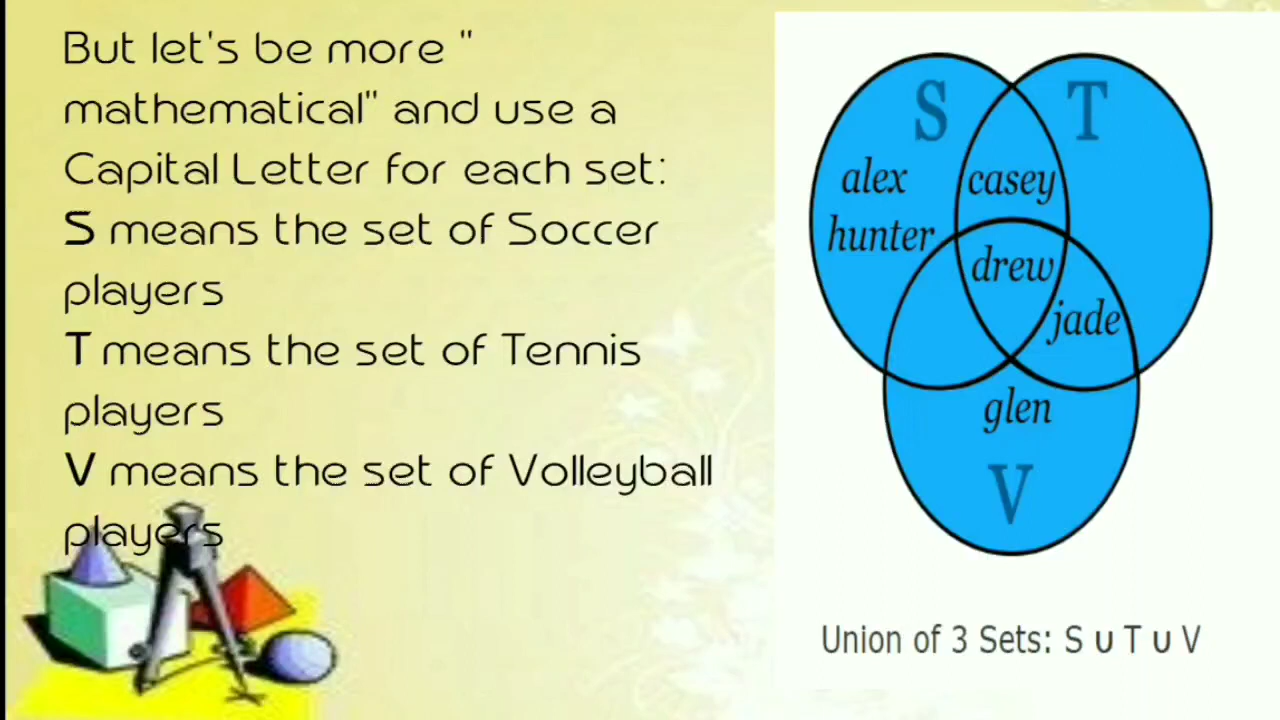 But let's be more "
mathematical" and use a
Capital Letter for each set:
S means the set of Soccer
players
T means the set of Tennis
players
V means the set of Volleyball
players
S T
alex casey
hunter
drew
jade
glen
V
Union of 3 Sets: S ∪ T ∪ V